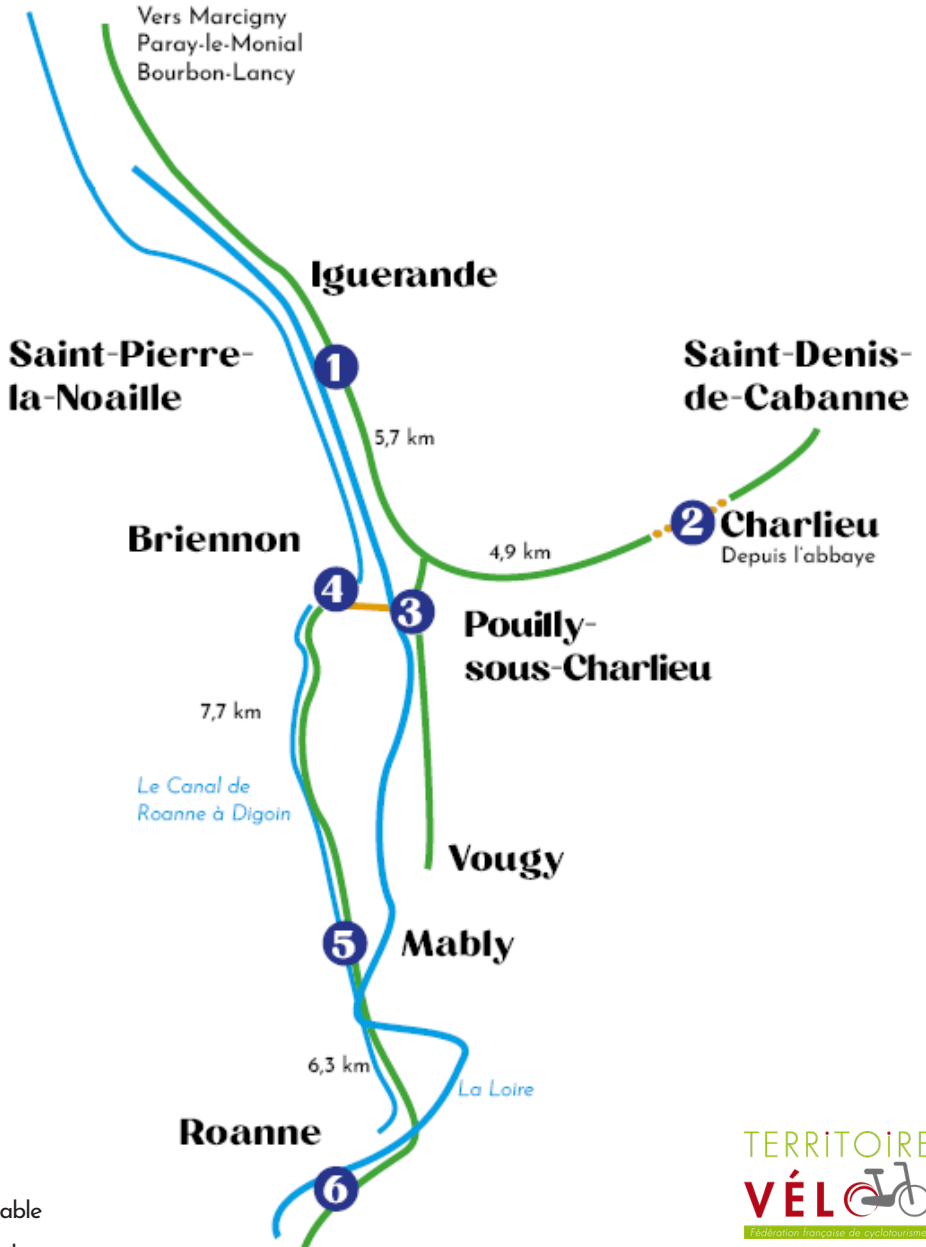 Vers Marcigny
Paray-le-Monial
Bourbon-Lancy
Iguerande
Saint-Pierre-
la-Noaille
1
Saint-Denis-
de-Cabanne
5,7 km
2
Charlieu
Depuis l'abbaye
Briennon
4,9 km
4
3
Pouilly-
sous-Charlieu
7,7 km
Le Canal de
Roanne à Digoin
Vougy
5
Mably
6,3 km
La Loire
Roanne
6
TERRiTOiRE
VÉLO
Fédération française de cyclotourisme
able